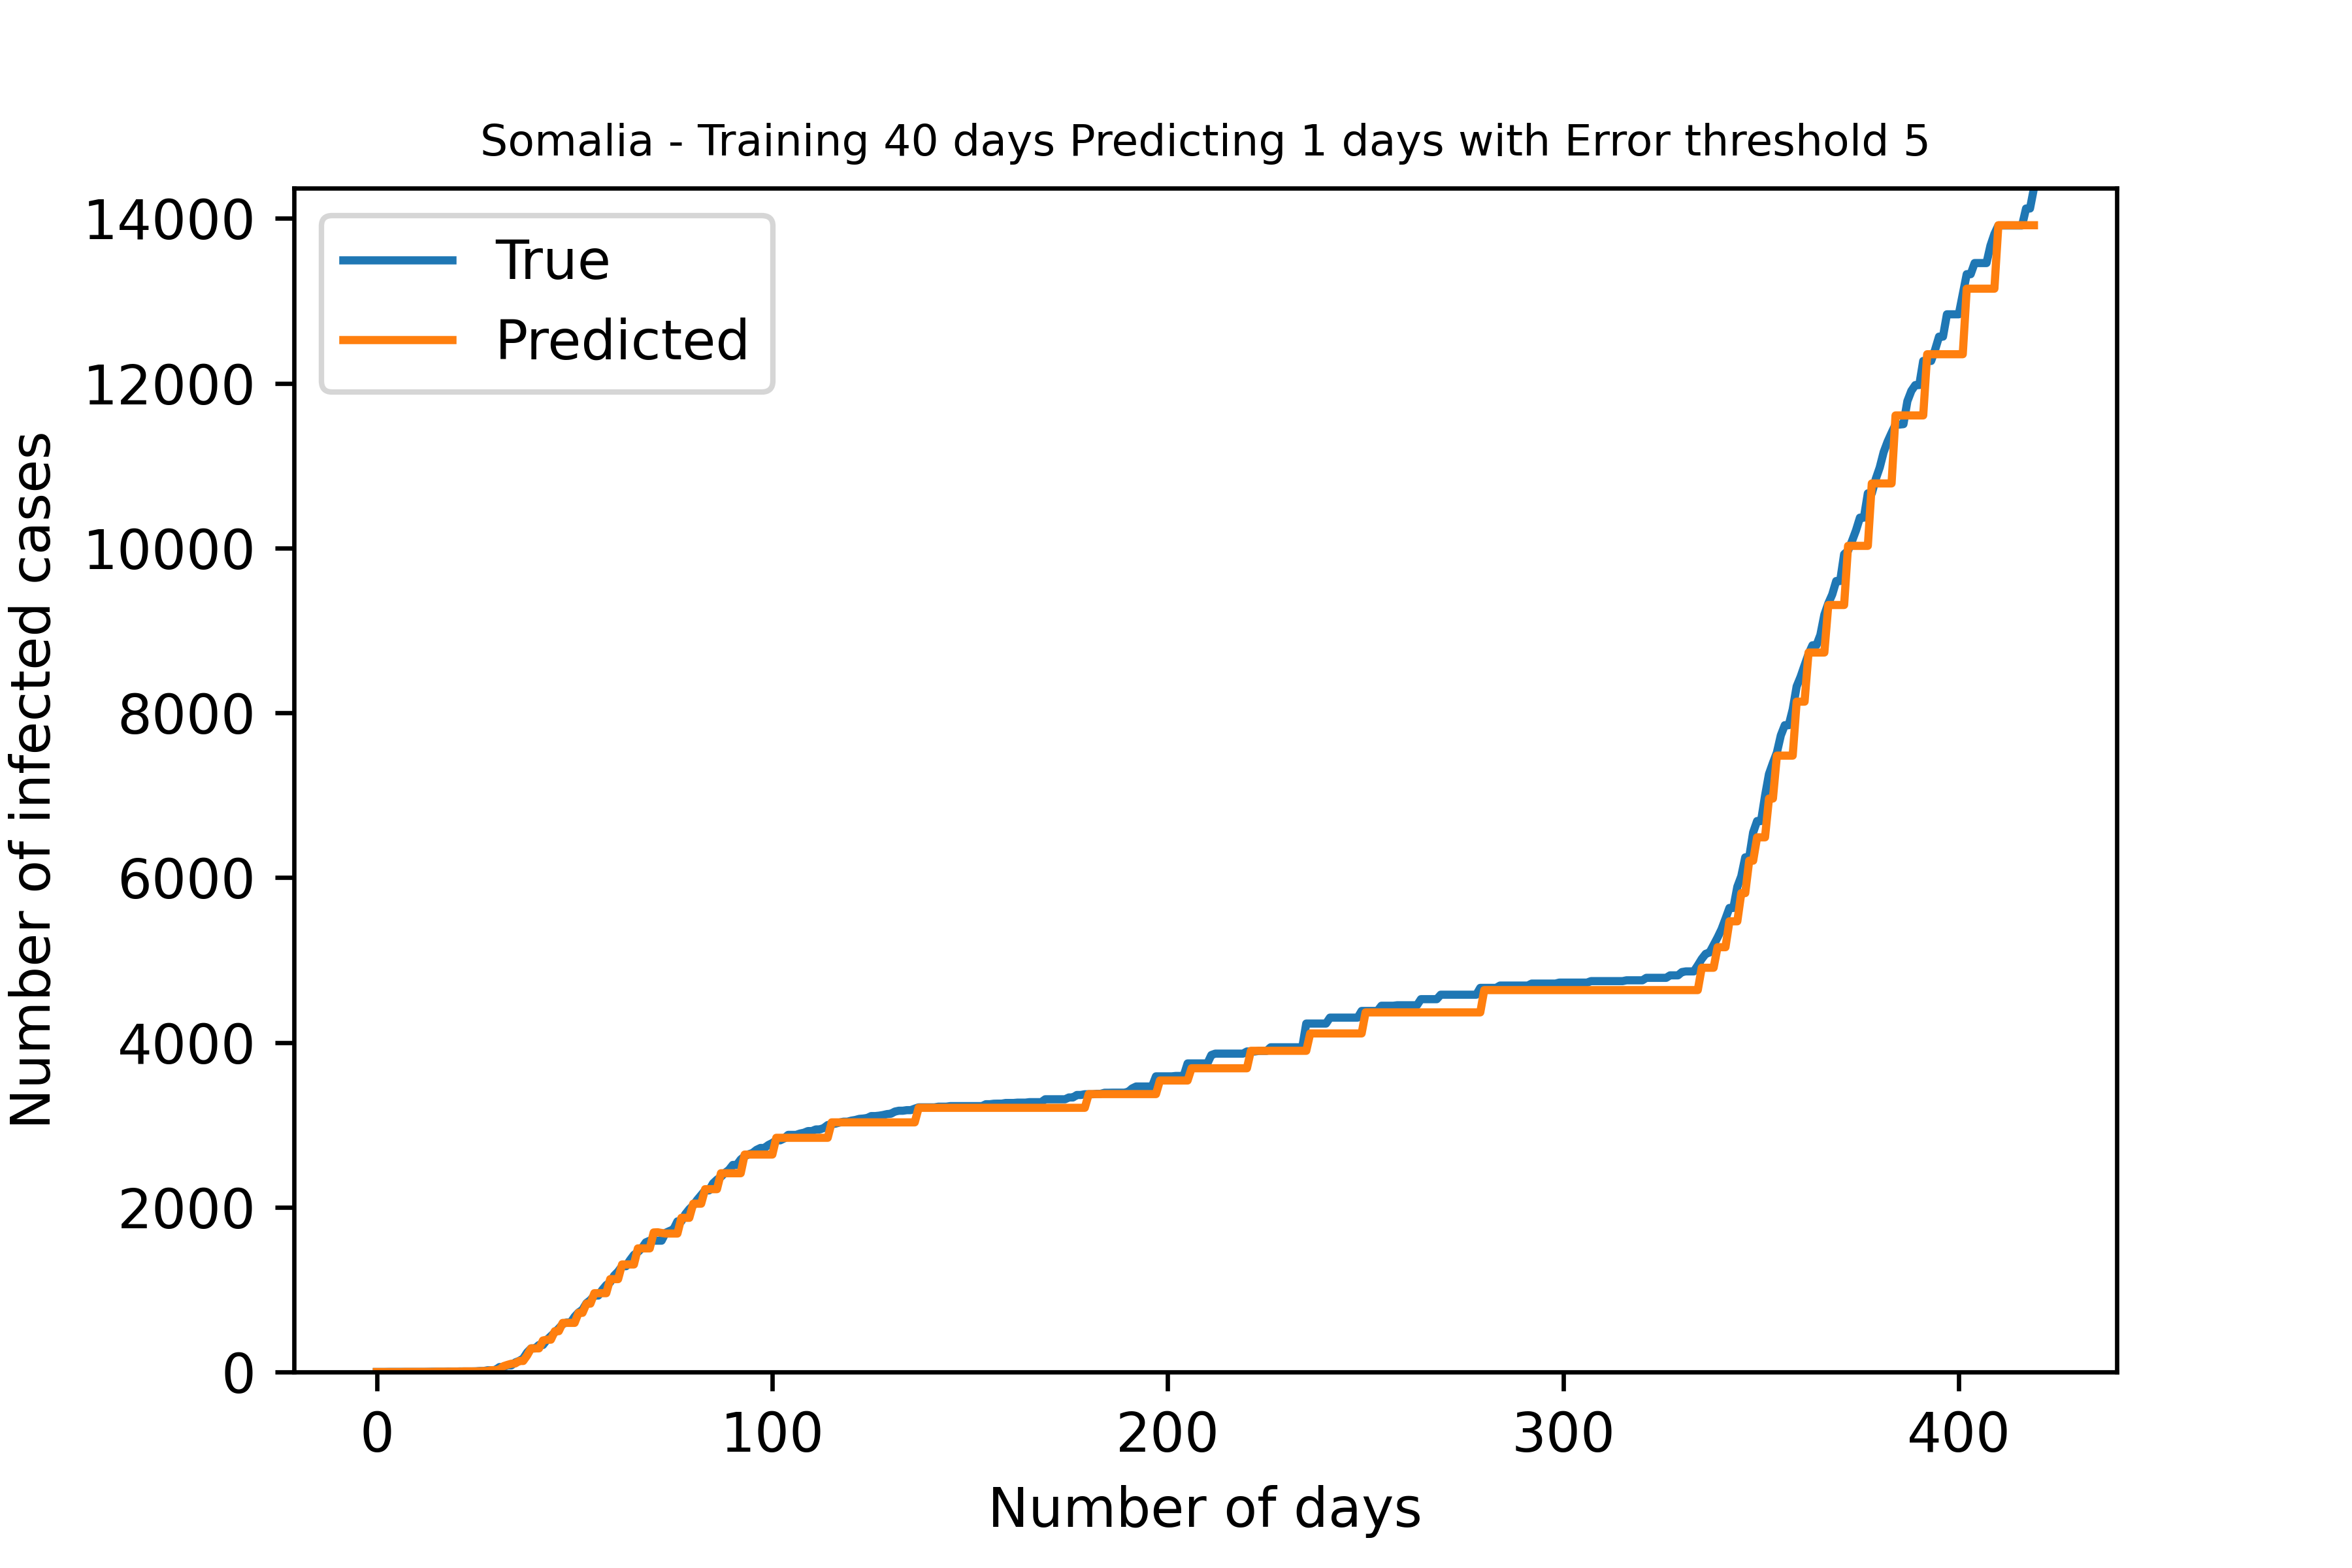 Somalia - Training 40 days Predicting 1 days with Error threshold 5
True
Predicted
14000
12000
10000
8000
6000
4000
2000
0
Number of infected cases
0 100 200 300 400
Number of days